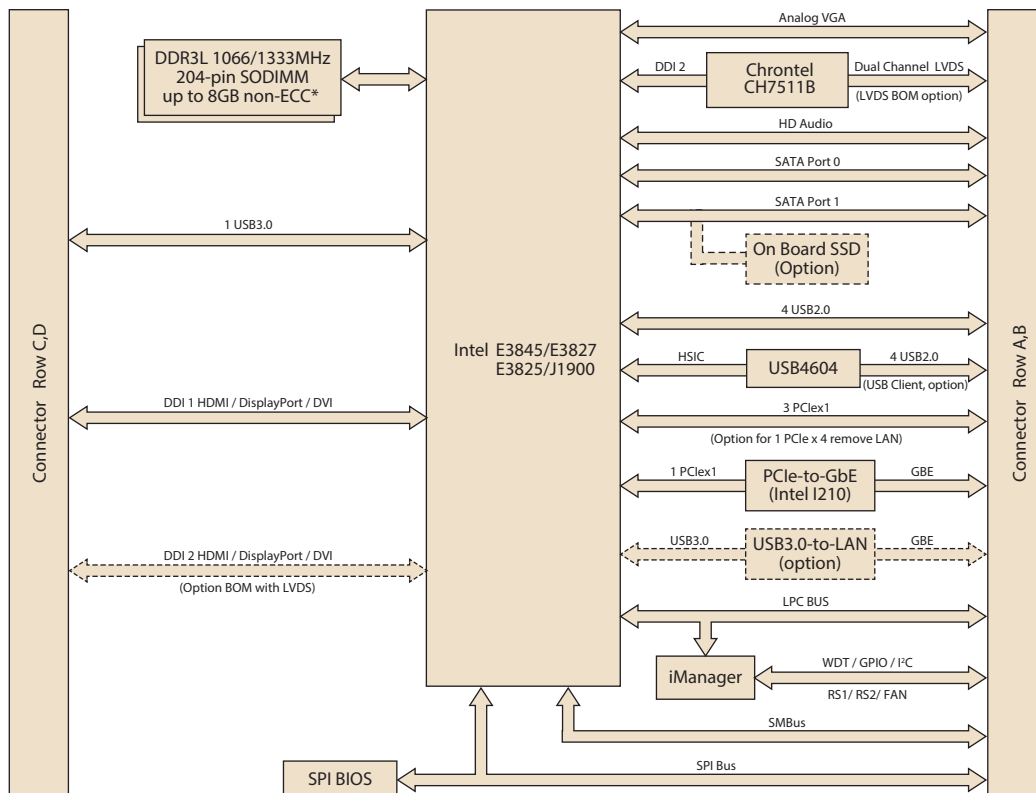 DDR3L 1066/1333MHz
204-pin SODIMM
up to 8GB non-ECC*
Connector Row C,D
1 USB3.0
DDI 1 HDMI / DisplayPort / DVI
DDI 2 HDMI / DisplayPort / DVI
(Option BOM with LVDS)
Intel E3845/E3827
E3825/J1900
Analog VGA
DDI 2
Chrontel
CH7511B
Dual Channel LVDS
(LVDS BOM option)
HD Audio
SATA Port 0
SATA Port 1
On Board SSD
(Option)
4 USB2.0
HSIC
USB4604
4 USB2.0
(USB Client, option)
3 PCIex1
(Option for 1 PCIe x 4 remove LAN)
1 PCIex1
PCIe-to-GbE
(Intel I210)
GBE
USB3.0
USB3.0-to-LAN
(option)
GBE
LPC BUS
iManager
WDT / GPIO / I²C
RS1/ RS2/ FAN
SMBus
SPI BIOS
SPI Bus
Connector Row A,B